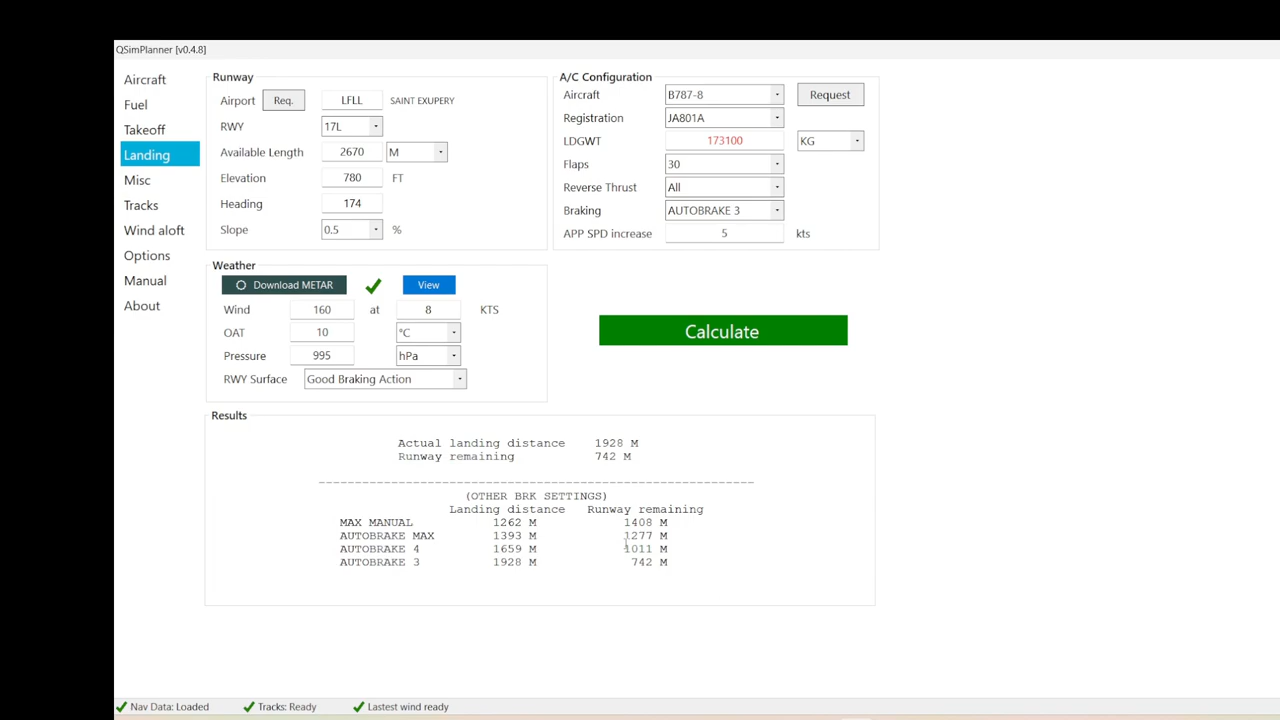 QSimPlanner [v0.4.8]
Aircraft
Fuel
Takeoff
Landing
Misc
Tracks
Wind aloft
Options
Manual
About
Runway
Airport Req. LFLL SAINT EXUPERY
RWY 17L
Available Length 2670 M
Elevation 780 FT
Heading 174
Slope 0.5 %
A/C Configuration
Aircraft B787-8 Request
Registration JA801A
LDGWT 173100 KG
Flaps 30
Reverse Thrust All
Braking AUTOBRAKE 3
APP SPD increase 5 kts
Weather
Download METAR View
Wind 160 at 8 KTS
OAT 10 °C
Pressure 995 hPa
RWY Surface Good Braking Action
Calculate
Results
Actual landing distance 1928 M
Runway remaining 742 M
------------------------------------------------------------
(OTHER BRK SETTINGS)
Landing distance Runway remaining
MAX MANUAL 1262 M 1408 M
AUTOBRAKE MAX 1393 M 1277 M
AUTOBRAKE 4 1659 M 1011 M
AUTOBRAKE 3 1928 M 742 M
Nav Data: Loaded Tracks: Ready Lastest wind ready